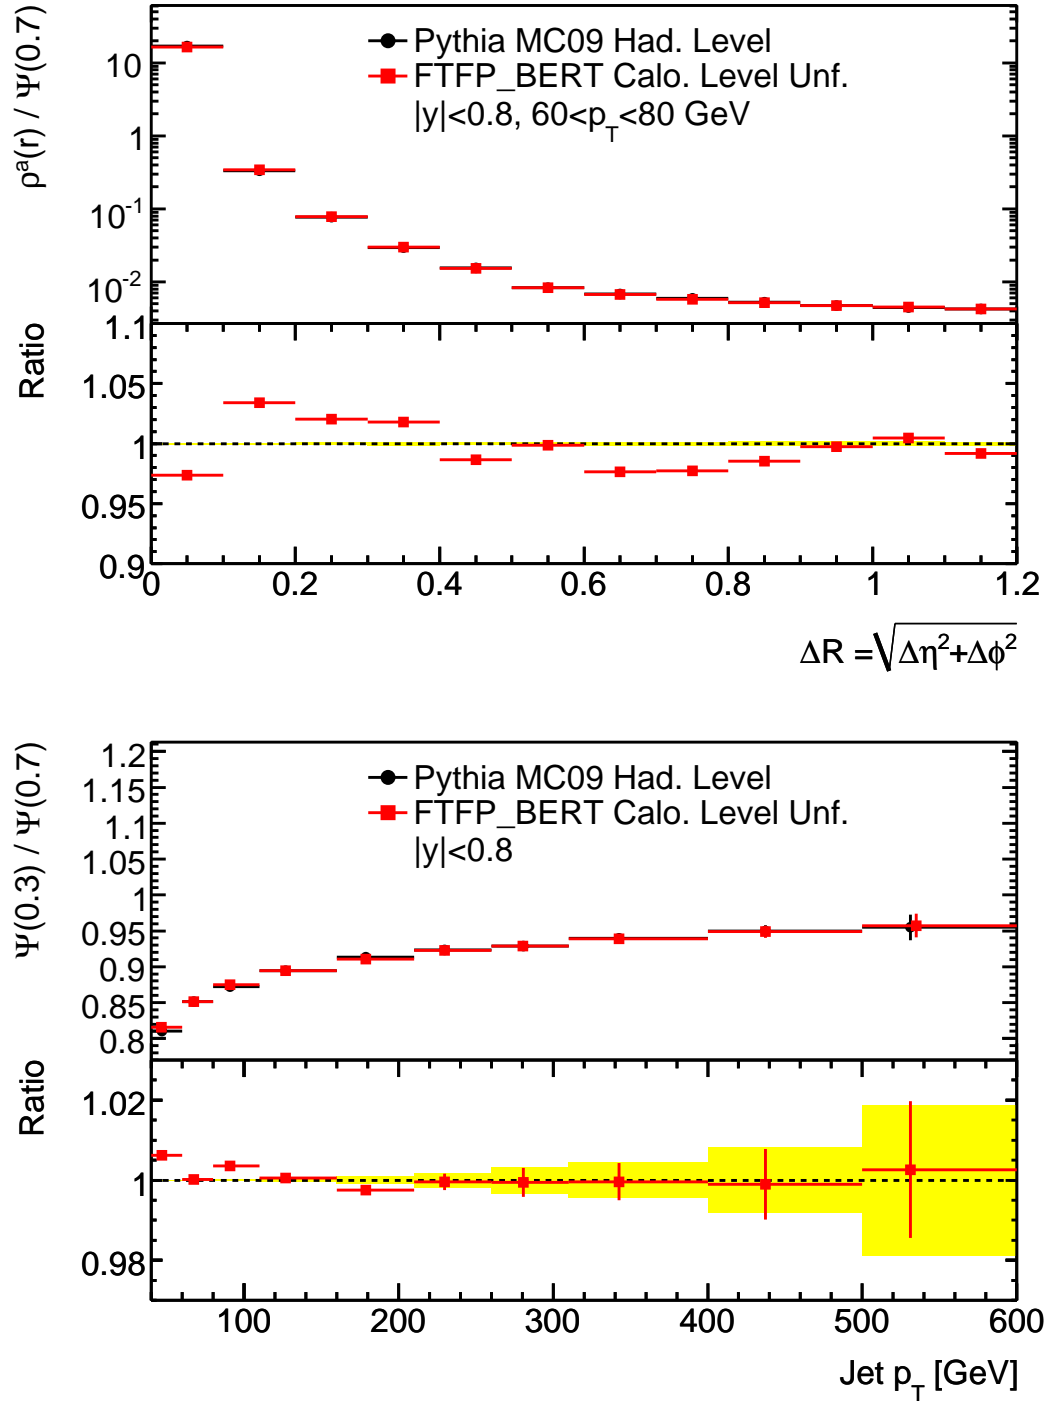 ρᵃ(r) / Ψ(0.7)
10
1
10⁻¹
10⁻²
Pythia MC09 Had. Level
FTFP_BERT Calo. Level Unf.
|y|<0.8, 60<p_T<80 GeV
Ratio
1.1
1.05
1
0.95
0.9
0 0.2 0.4 0.6 0.8 1 1.2
ΔR = √Δη²+Δϕ²
Ψ(0.3) / Ψ(0.7)
1.2
1.15
1.1
1.05
1
0.95
0.9
0.85
0.8
Pythia MC09 Had. Level
FTFP_BERT Calo. Level Unf.
|y|<0.8
Ratio
1.02
1
0.98
100 200 300 400 500 600
Jet p_T [GeV]